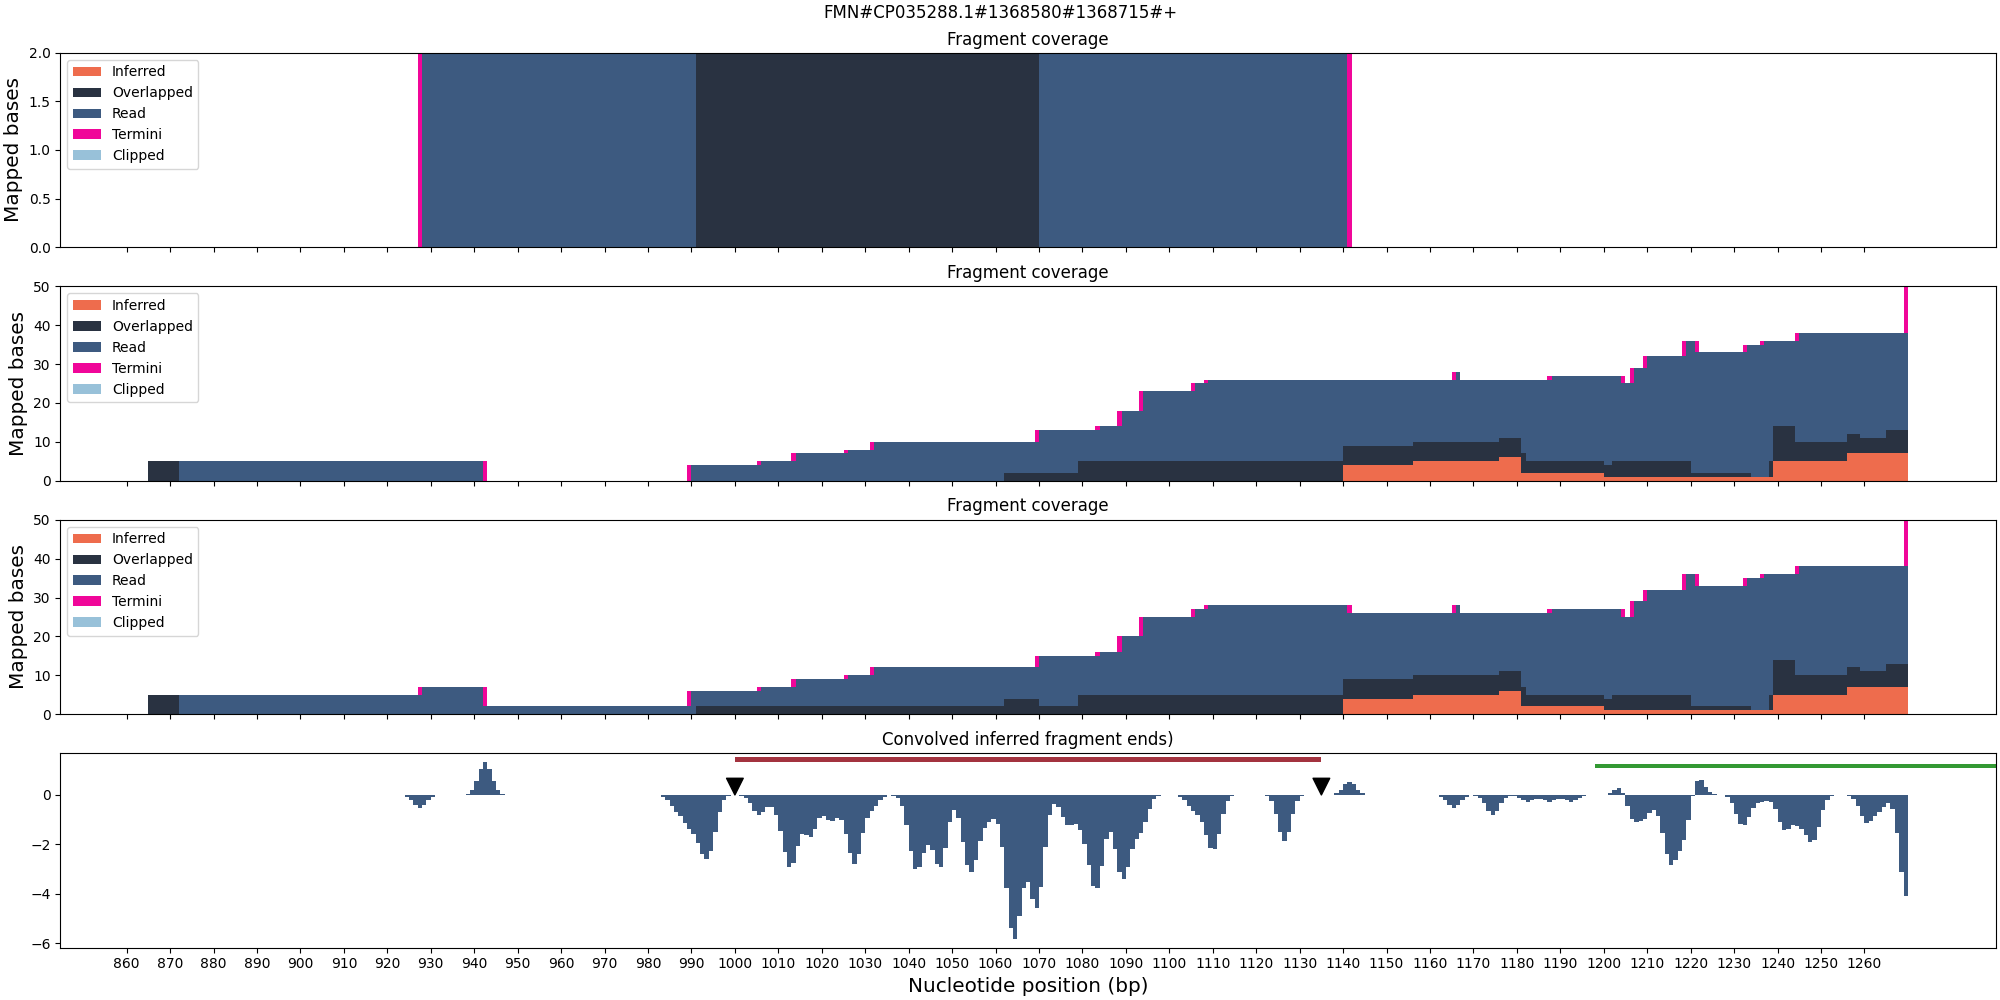 FMN#CP035288.1#1368580#1368715#+
Fragment coverage
Mapped bases
2.0
1.5
1.0
0.5
0.0
Inferred
Overlapped
Read
Termini
Clipped
Fragment coverage
Mapped bases
50
40
30
20
10
0
Inferred
Overlapped
Read
Termini
Clipped
Fragment coverage
Mapped bases
50
40
30
20
10
0
Inferred
Overlapped
Read
Termini
Clipped
Convolved inferred fragment ends)
0
−2
−4
−6
860 870 880 890 900 910 920 930 940 950 960 970 980 990 1000 1010 1020 1030 1040 1050 1060 1070 1080 1090 1100 1110 1120 1130 1140 1150 1160 1170 1180 1190 1200 1210 1220 1230 1240 1250 1260
Nucleotide position (bp)